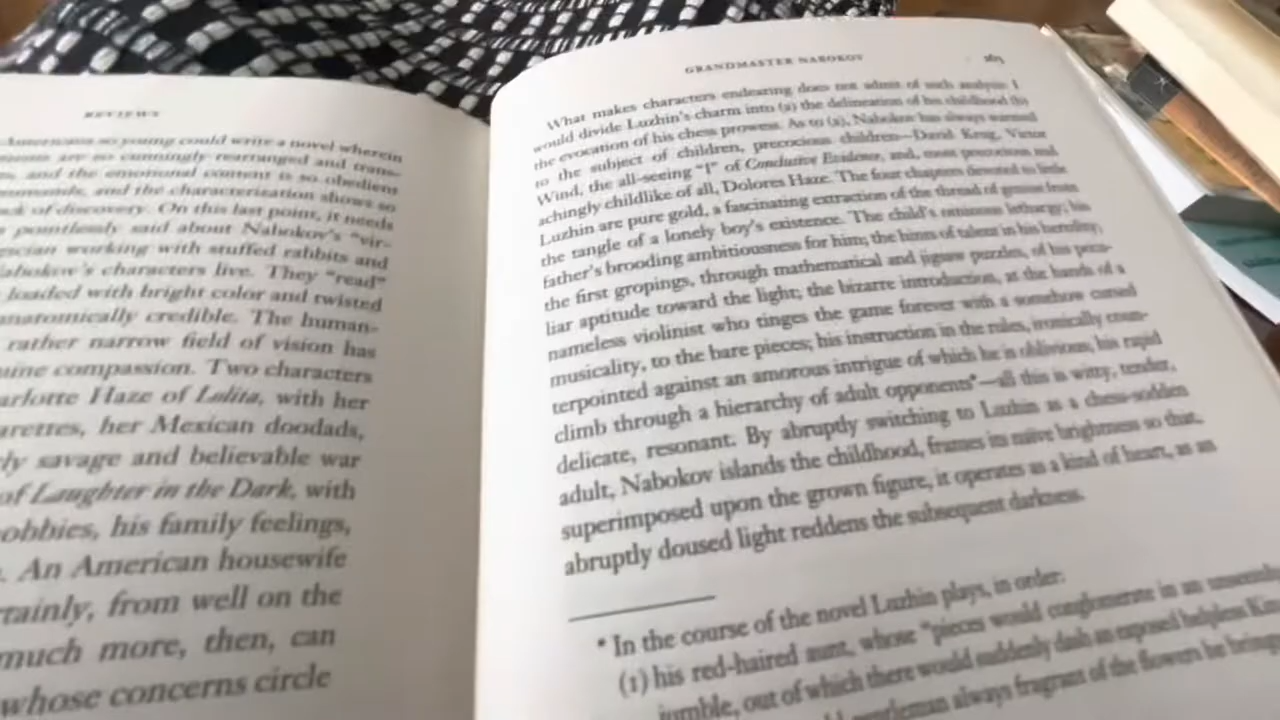 REVIEWS
Americans so young could write a novel wherein
are so cunningly rearranged and trans-
and the emotional content is so obedient
and the characterization shows so
of discovery. On this last point, it needs
pointlessly said about Nabokov's "vir-
working with stuffed rabbits and
Nabokov's characters live. They "read"
loaded with bright color and twisted
anatomically credible. The human-
rather narrow field of vision has
compassion. Two characters
Haze of Lolita, with her
her Mexican doodads,
savage and believable war
of Laughter in the Dark, with
his family feelings,
. An American housewife
from well on the
much more, then, can
whose concerns circle
GRANDMASTER NABOKOV
What makes characters endearing does not admit of such analysis: I
would divide Luzhin's charm into (a) the delineation of his childhood (b)
the evocation of his chess prowess. As to (a), Nabokov has always warmed
to the subject of children, precocious children—David Krug, Victor
Wind, the all-seeing "I" of Conclusive Evidence, and, most precocious and
achingly childlike of all, Dolores Haze. The four chapters devoted to little
Luzhin are pure gold, a fascinating extraction of the thread of genius from
the tangle of a lonely boy's existence. The child's ominous lethargy; his
father's brooding ambitiousness for him; the hints of talent in his heredity;
the first gropings, through mathematical and jigsaw puzzles, of his pecu-
liar aptitude toward the light; the bizarre introduction, at the hands of a
nameless violinist who tinges the game forever with a somehow cursed
musicality, to the bare pieces; his instruction in the rules, ironically coun-
terpointed against an amorous intrigue of which he is oblivious; his rapid
climb through a hierarchy of adult opponents*—all this is witty, tender,
delicate, resonant. By abruptly switching to Luzhin as a chess-sodden
adult, Nabokov islands the childhood, frames its naïve brightness so that,
superimposed upon the grown figure, it operates as a kind of heart, as an
abruptly doused light reddens the subsequent darkness.
* In the course of the novel Luzhin plays, in order:
(1) his red-haired aunt, whose "pieces would conglomerate in an
jumble, out of which there would suddenly dash an exposed helpless
gentleman always fragrant of the flowers he